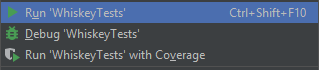 Run 'WhiskeyTests' Ctrl+Shift+F10
Debug 'WhiskeyTests'
Run 'WhiskeyTests' with Coverage